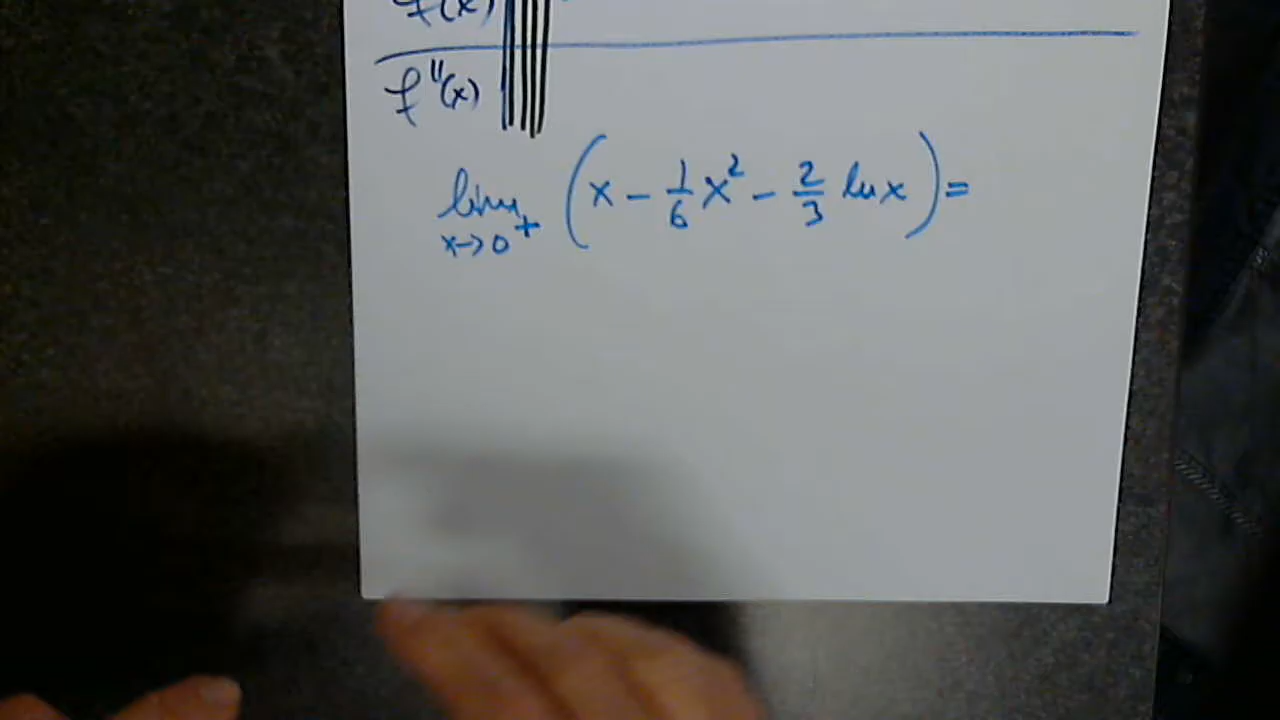 f(x)
f''(x)
lim x→0⁺ (x - 1/6 x² - 2/3 ln x) =